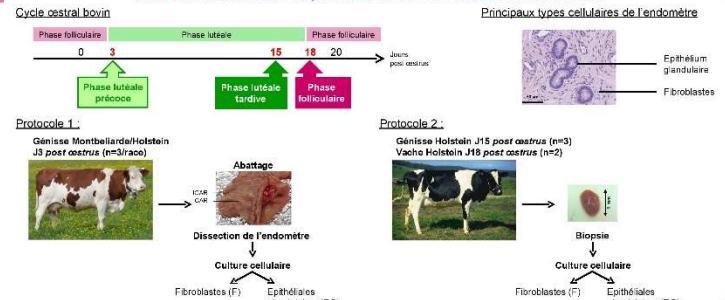 Cycle œstral bovin
Phase folliculaire
Phase lutéale
Phase folliculaire
0 3 15 18 20
Jours
post œstrus
Phase lutéale
précoce
Phase lutéale
tardive
Phase
folliculaire
Principaux types cellulaires de l'endomètre
Epithélium
glandulaire
Fibroblastes
Protocole 1 :
Génisse Montbeliarde/Holstein
J3 post œstrus (n=3/race)
Abattage
ICAR
CAR
Dissection de l'endomètre
Culture cellulaire
Fibroblastes (F)
Epithéliales
Protocole 2 :
Génisse Holstein J15 post œstrus (n=3)
Vache Holstein J18 post œstrus (n=2)
Biopsie
Culture cellulaire
Fibroblastes (F)
Epithéliales